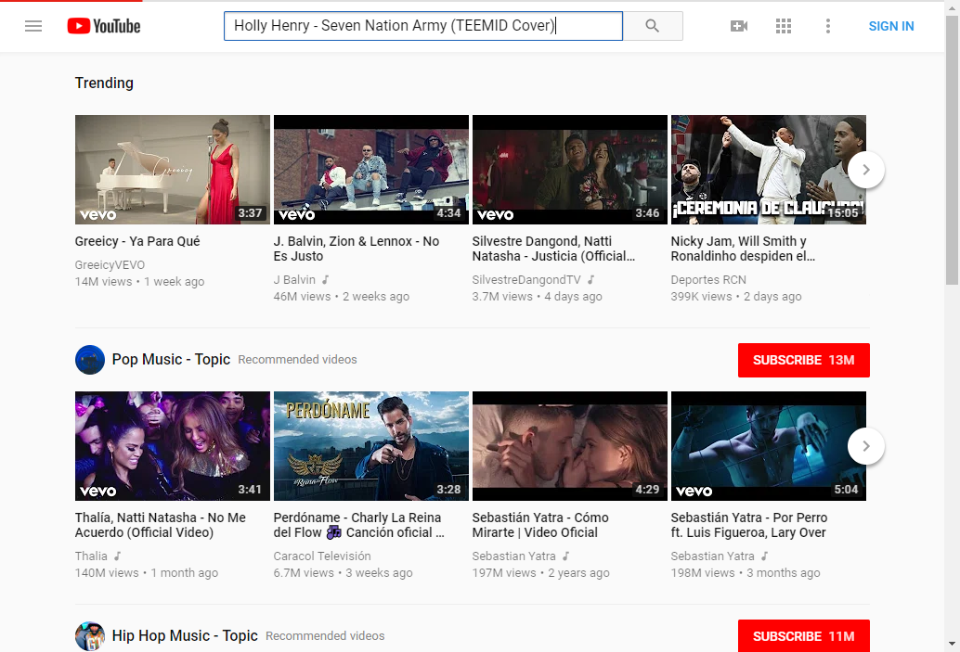 YouTube
Holly Henry - Seven Nation Army (TEEMID Cover)
SIGN IN
Trending
Greeicy
vevo
3:37
vevo
4:34
vevo
3:46
¡CEREMONIA DE CLAUSURA!
15:05
Greeicy - Ya Para Qué
GreeicyVEVO
14M views • 1 week ago
J. Balvin, Zion & Lennox - No
Es Justo
J Balvin
46M views • 2 weeks ago
Silvestre Dangond, Natti
Natasha - Justicia (Official...
SilvestreDangondTV
3.7M views • 4 days ago
Nicky Jam, Will Smith y
Ronaldinho despiden el...
Deportes RCN
399K views • 2 days ago
Pop Music - Topic Recommended videos
SUBSCRIBE 13M
vevo
3:41
PERDÓNAME
La Reina del Flow
3:28
4:29
vevo
5:04
Thalía, Natti Natasha - No Me
Acuerdo (Official Video)
Thalia
140M views • 1 month ago
Perdóname - Charly La Reina
del Flow 🎶 Canción oficial ...
Caracol Televisión
6.7M views • 3 weeks ago
Sebastián Yatra - Cómo
Mirarte | Video Oficial
Sebastian Yatra
197M views • 2 years ago
Sebastián Yatra - Por Perro
ft. Luis Figueroa, Lary Over
Sebastian Yatra
198M views • 3 months ago
Hip Hop Music - Topic Recommended videos
SUBSCRIBE 11M